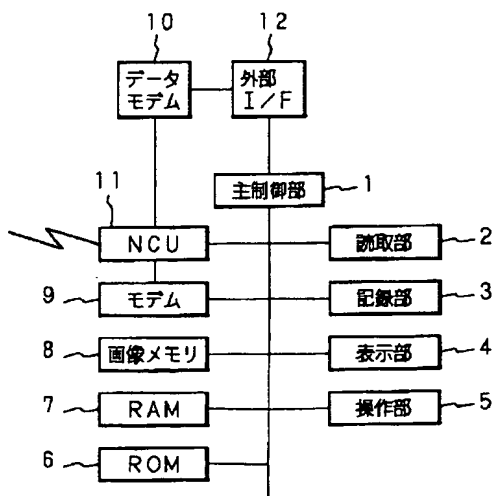 10
12
データ
モデム
外部
I/F
主制御部
1
11
NCU
読取部
2
9
モデム
記録部
3
8
画像メモリ
表示部
4
7
RAM
操作部
5
6
ROM